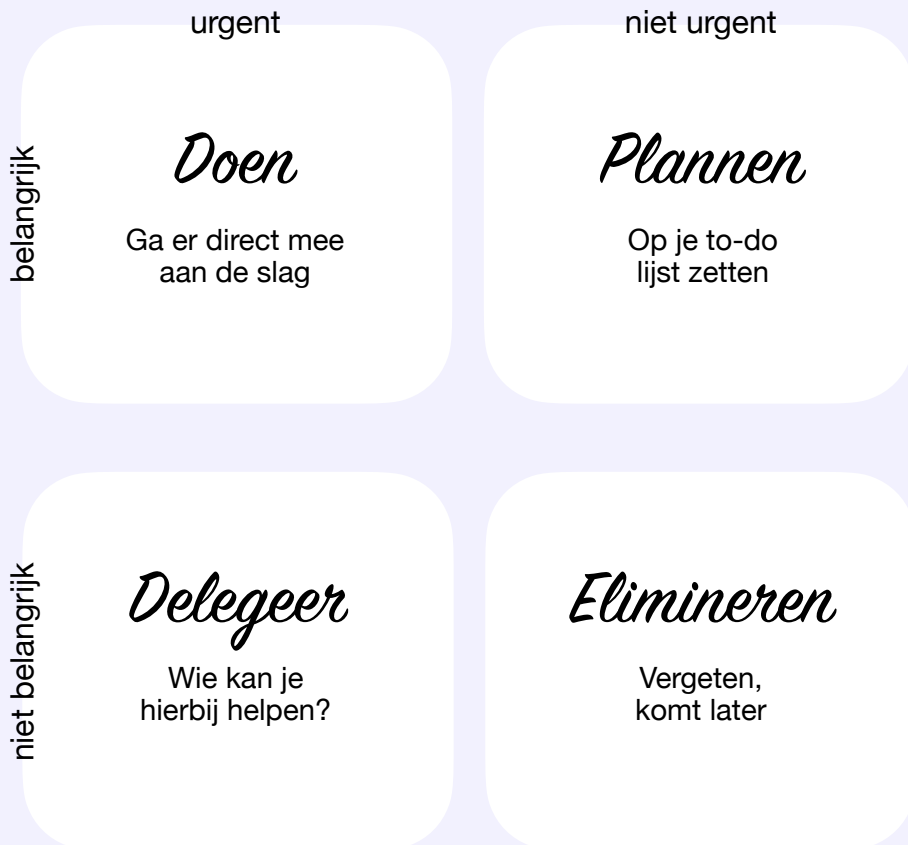 urgent
niet urgent
belangrijk
Doen
Ga er direct mee
aan de slag
Plannen
Op je to-do
lijst zetten
niet belangrijk
Delegeer
Wie kan je
hierbij helpen?
Elimineren
Vergeten,
komt later